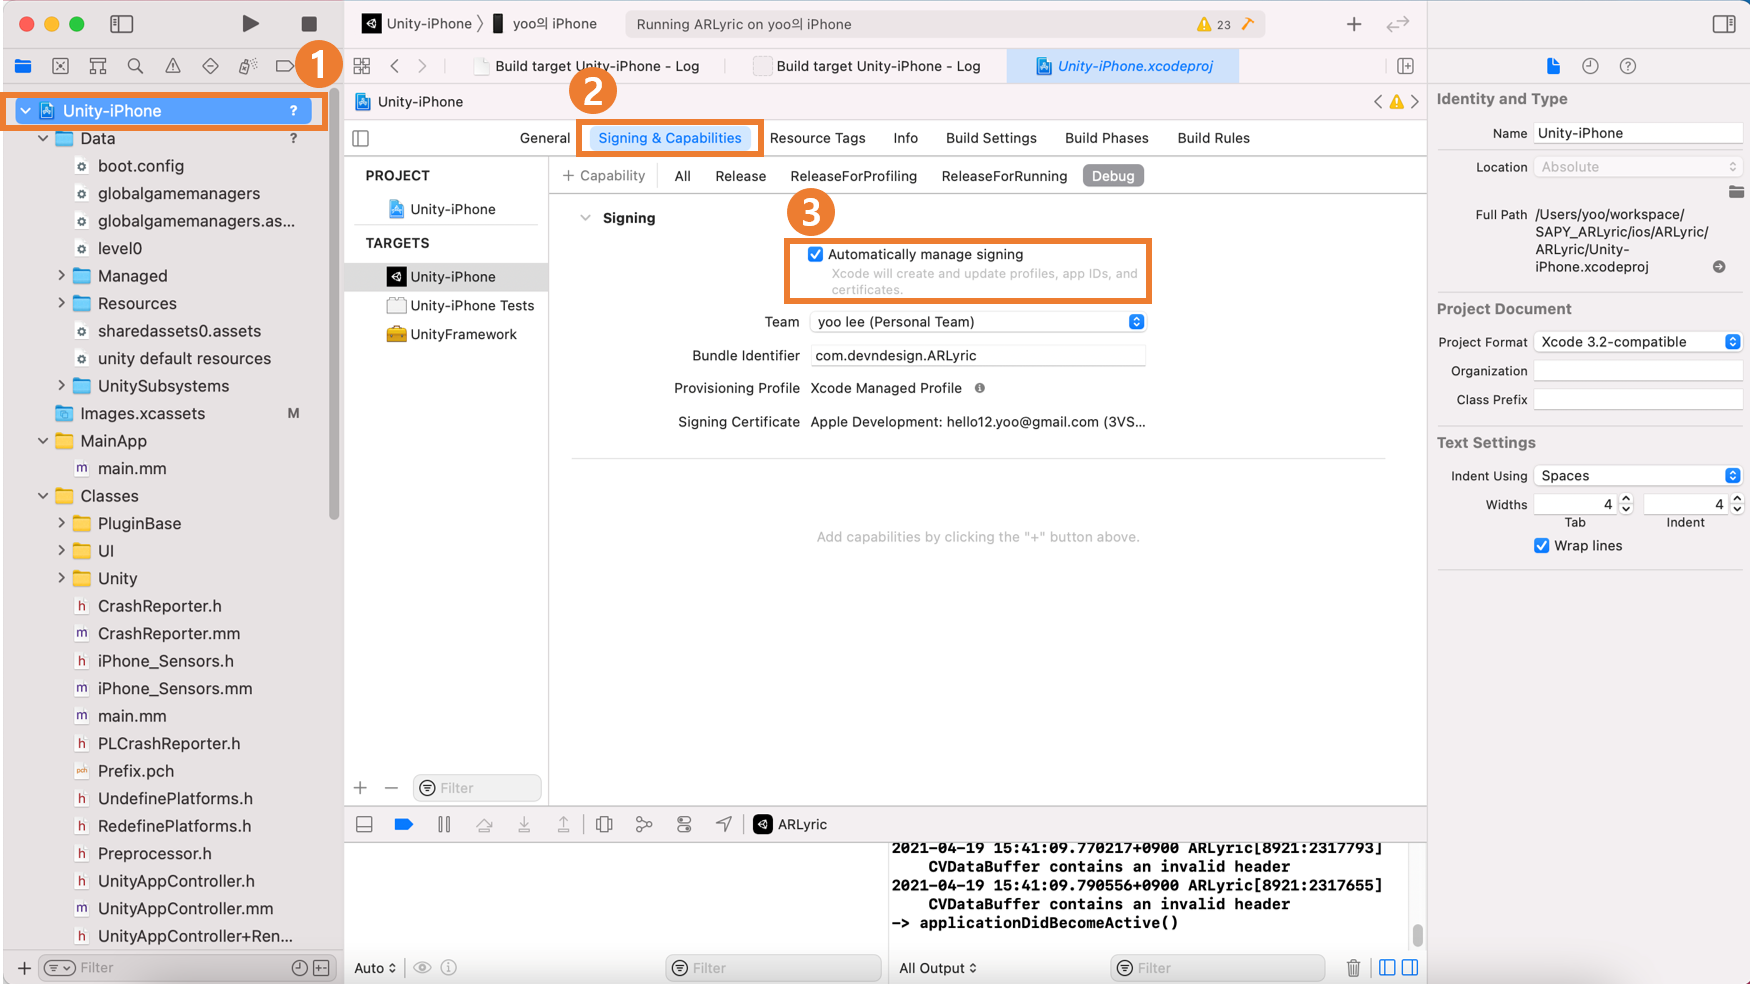 Unity-iPhone 〉 yoo의 iPhone
Running ARLyric on yoo의 iPhone
23
1
Build target Unity-iPhone - Log
Build target Unity-iPhone - Log
Unity-iPhone.xcodeproj
2
Unity-iPhone
General
Signing & Capabilities
Resource Tags
Info
Build Settings
Build Phases
Build Rules
Unity-iPhone ?
Data ?
boot.config
globalgamemanagers
globalgamemanagers.as...
level0
Managed
Resources
sharedassets0.assets
unity default resources
UnitySubsystems
Images.xcassets M
MainApp
m main.mm
Classes
PluginBase
UI
Unity
h CrashReporter.h
m CrashReporter.mm
h iPhone_Sensors.h
m iPhone_Sensors.mm
m main.mm
h PLCrashReporter.h
pch Prefix.pch
h UndefinePlatforms.h
h RedefinePlatforms.h
h Preprocessor.h
h UnityAppController.h
m UnityAppController.mm
h UnityAppController+Ren...
Filter
PROJECT
Unity-iPhone
TARGETS
Unity-iPhone
Unity-iPhone Tests
UnityFramework
Filter
+ Capability
All
Release
ReleaseForProfiling
ReleaseForRunning
Debug
3
Signing
Automatically manage signing
Xcode will create and update profiles, app IDs, and
certificates.
Team yoo lee (Personal Team)
Bundle Identifier com.devndesign.ARLyric
Provisioning Profile Xcode Managed Profile
Signing Certificate Apple Development: hello12.yoo@gmail.com (3VS...
Add capabilities by clicking the "+" button above.
ARLyric
2021-04-19 15:41:09.770217+0900 ARLyric[8921:2317793]
CVDataBuffer contains an invalid header
2021-04-19 15:41:09.790556+0900 ARLyric[8921:2317655]
CVDataBuffer contains an invalid header
-> applicationDidBecomeActive()
Auto
Filter
All Output
Filter
Identity and Type
Name Unity-iPhone
Location Absolute
Full Path /Users/yoo/workspace/
SAPY_ARLyric/ios/ARLyric/
ARLyric/Unity-
iPhone.xcodeproj
Project Document
Project Format Xcode 3.2-compatible
Organization
Class Prefix
Text Settings
Indent Using Spaces
Widths 4 4
Tab Indent
Wrap lines